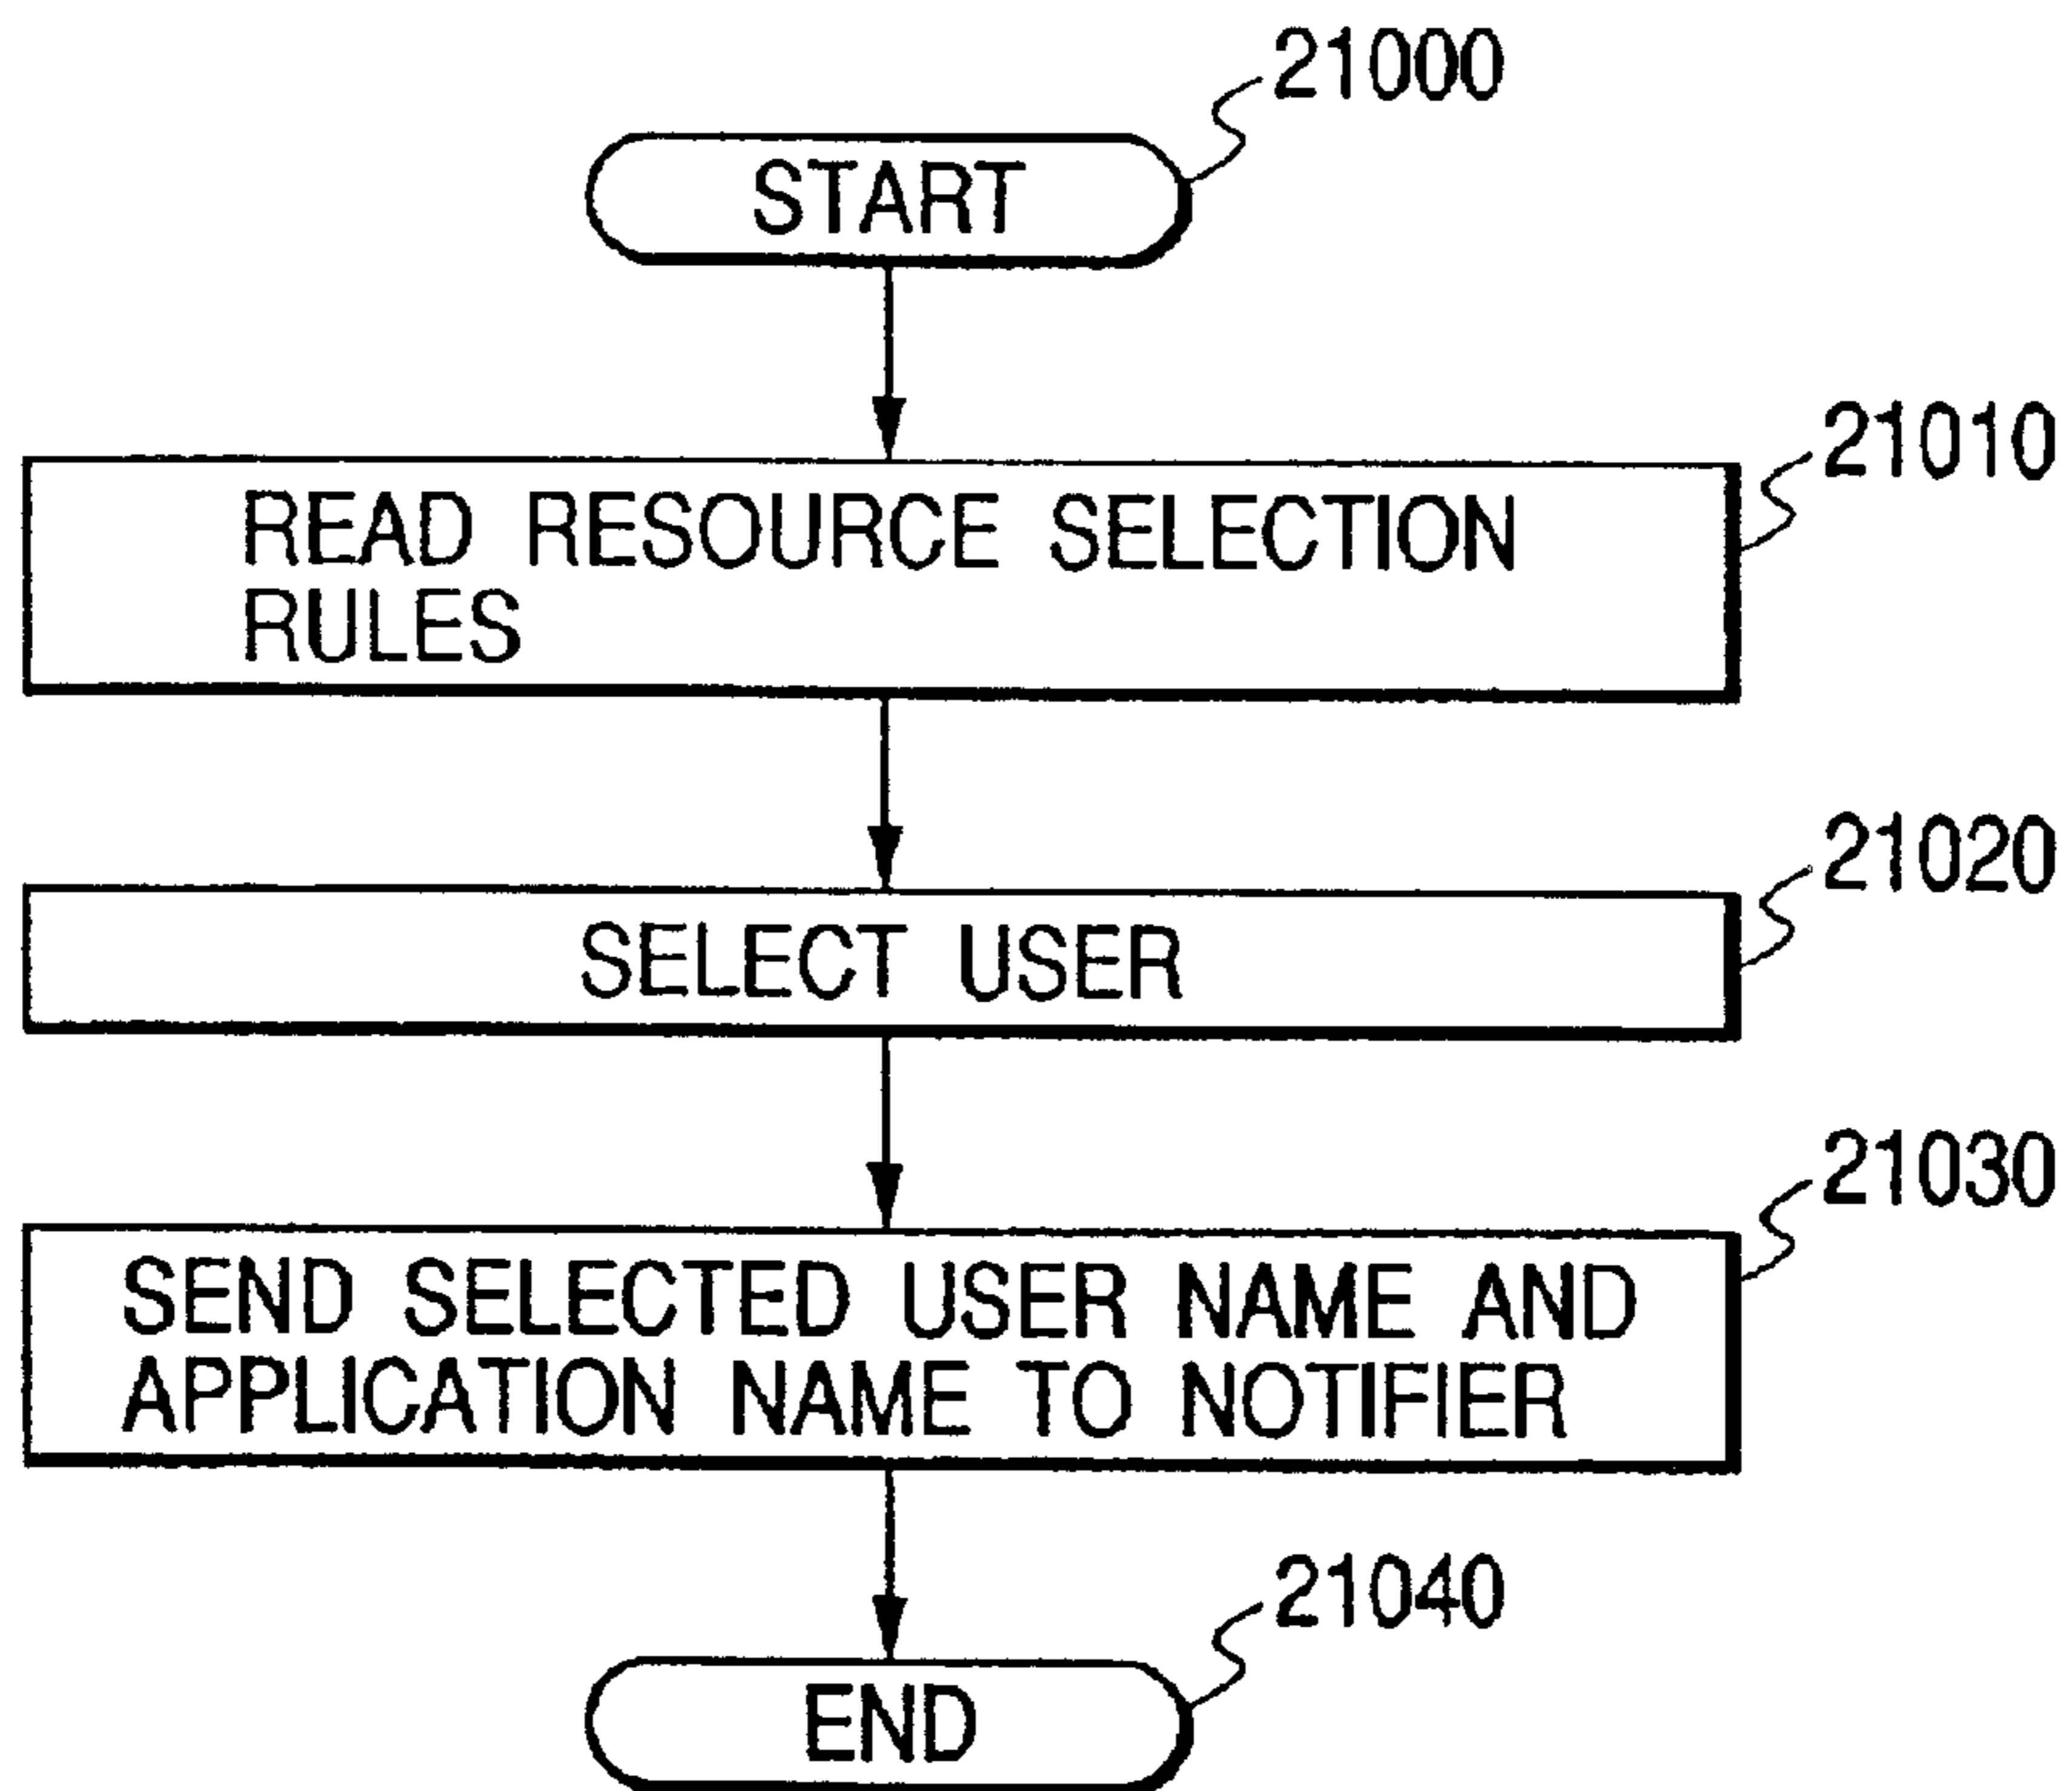 21000
START
21010
READ RESOURCE SELECTION
RULES
21020
SELECT USER
21030
SEND SELECTED USER NAME AND
APPLICATION NAME TO NOTIFIER
21040
END